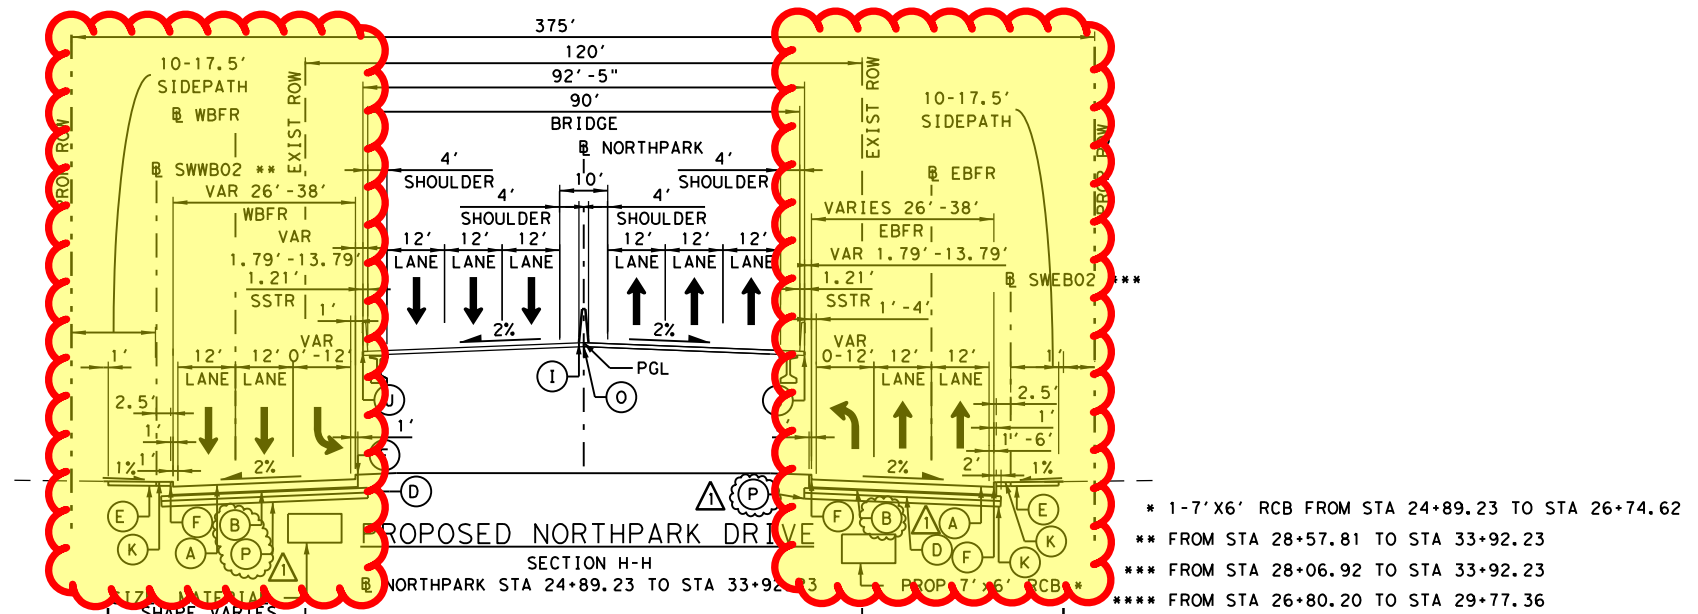 375'
120'
92'-5"
90'
BRIDGE
℄ NORTHPARK
10-17.5'
SIDEPATH
℄ WBFR
EXIST ROW
PROP ROW
℄ SWWB02 **
VAR 26'-38'
WBFR
VAR
1.79'-13.79'
1.21'
SSTR
1'
VAR
1'
12'
12'
0'-12'
LANE
LANE
2.5'
1'
1'
1%
2%
1'
4'
SHOULDER
4'
SHOULDER
10'
4'
SHOULDER
4'
SHOULDER
12'
12'
12'
12'
12'
12'
LANE
LANE
LANE
LANE
LANE
LANE
2%
2%
PGL
I
O
EXIST ROW
10-17.5'
SIDEPATH
PROP ROW
℄ EBFR
VARIES 26'-38'
EBFR
VAR 1.79'-13.79'
℄ SWEB02 ***
1.21'
SSTR
1'-4'
VAR
0-12'
12'
12'
1'
LANE
LANE
2.5'
1'
1'-6'
2%
2'
1%
E
F
B
K
A
P
1
D
1
P
F
B
1
A
E
D
F
K
K
PROPOSED NORTHPARK DRIVE
SECTION H-H
℄ NORTHPARK STA 24+89.23 TO STA 33+92.23
PROP 7'x6' RCB *
SIZE MATERIAL
SHAPE VARIES
* 1-7'X6' RCB FROM STA 24+89.23 TO STA 26+74.62
** FROM STA 28+57.81 TO STA 33+92.23
*** FROM STA 28+06.92 TO STA 33+92.23
**** FROM STA 26+80.20 TO STA 29+77.36